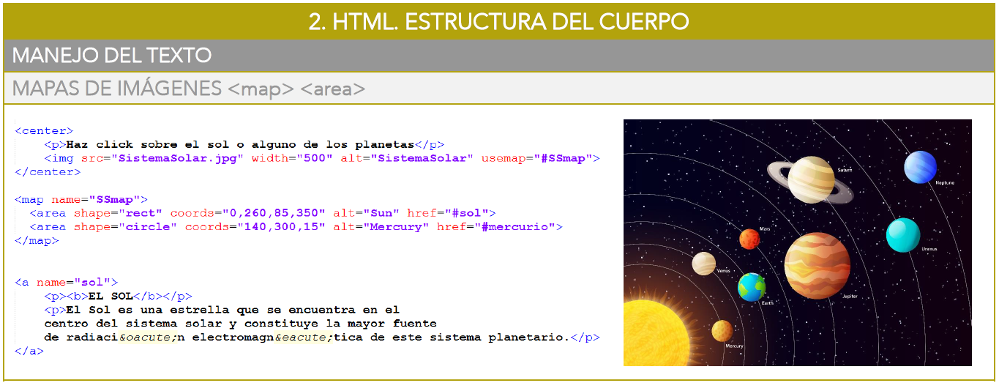 2. HTML. ESTRUCTURA DEL CUERPO
MANEJO DEL TEXTO
MAPAS DE IMÁGENES <map> <area>
<center>
<p>Haz click sobre el sol o alguno de los planetas</p>
<img src="SistemaSolar.jpg" width="500" alt="SistemaSolar" usemap="#SSmap">
</center>
<map name="SSmap">
<area shape="rect" coords="0,260,85,350" alt="Sun" href="#sol">
<area shape="circle" coords="140,300,15" alt="Mercury" href="#mercurio">
</map>
<a name="sol">
<p><b>EL SOL</b></p>
<p>El Sol es una estrella que se encuentra en el
centro del sistema solar y constituye la mayor fuente
de radiaci&oacute;n electromagn&eacute;tica de este sistema planetario.</p>
</a>
Saturn
Neptune
Mars
Uranus
Venus
Jupiter
Earth
Mercury